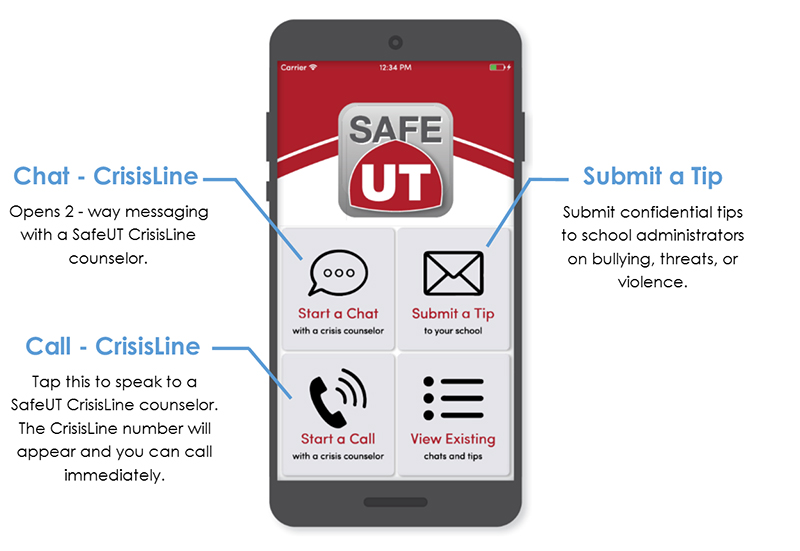 Carrier 12:34 PM
SAFE
UT
Chat - CrisisLine
Opens 2 - way messaging
with a SafeUT CrisisLine
counselor.
Submit a Tip
Submit confidential tips
to school administrators
on bullying, threats, or
violence.
Start a Chat
with a crisis counselor
Submit a Tip
to your school
Call - CrisisLine
Tap this to speak to a
SafeUT CrisisLine counselor.
The CrisisLine number will
appear and you can call
immediately.
Start a Call
with a crisis counselor
View Existing
chats and tips